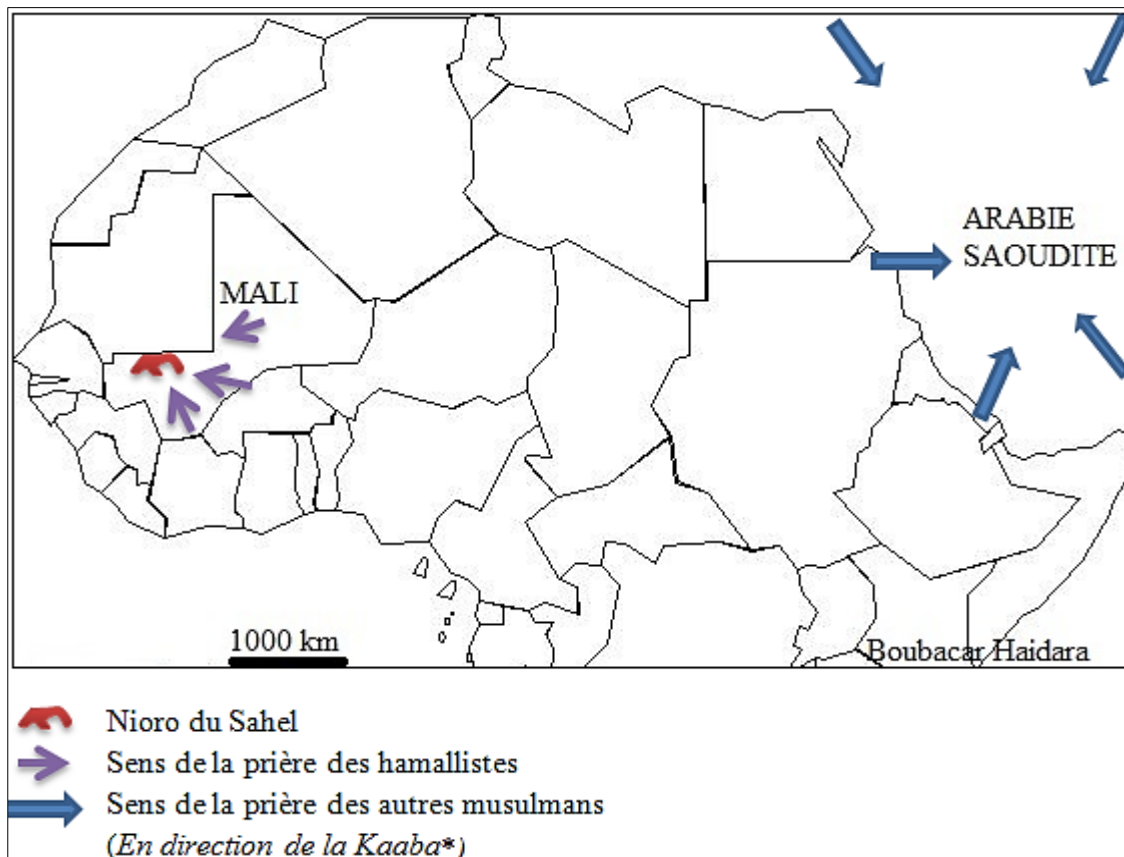 ARABIE
SAOUDITE
MALI
1000 km
Boubacar Haidara
Nioro du Sahel
Sens de la prière des hamallistes
Sens de la prière des autres musulmans
(En direction de la Kaaba*)